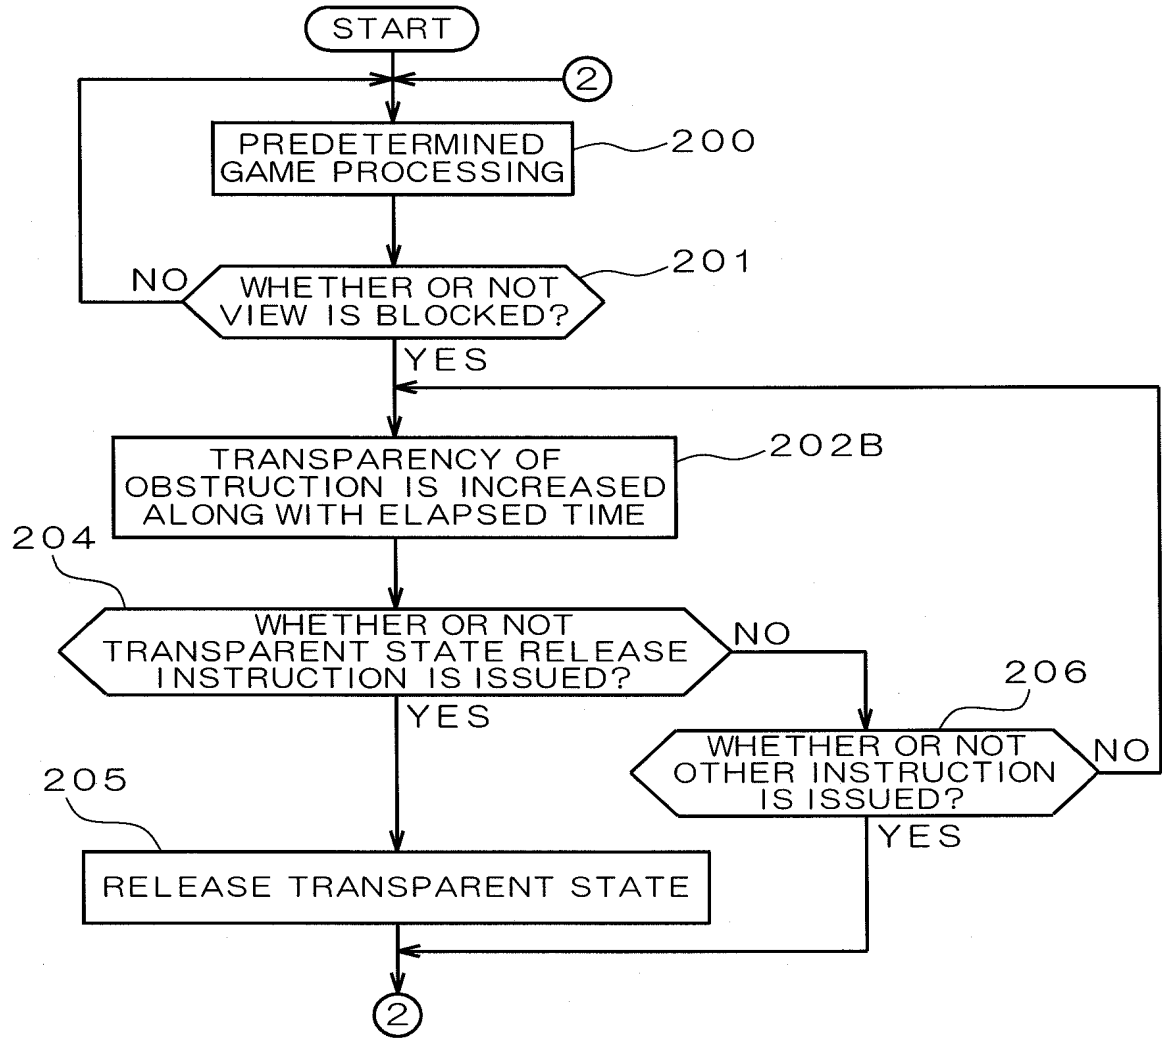 START
2
PREDETERMINED
GAME PROCESSING
200
WHETHER OR NOT
VIEW IS BLOCKED?
201
NO
YES
TRANSPARENCY OF
OBSTRUCTION IS INCREASED
ALONG WITH ELAPSED TIME
202B
204
WHETHER OR NOT
TRANSPARENT STATE RELEASE
INSTRUCTION IS ISSUED?
NO
YES
206
WHETHER OR NOT
OTHER INSTRUCTION
IS ISSUED?
NO
YES
205
RELEASE TRANSPARENT STATE
2